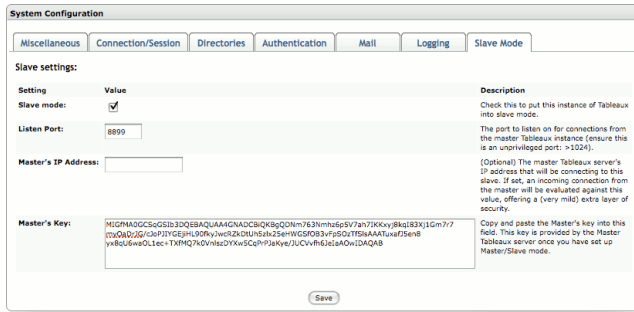 System Configuration
Miscellaneous Connection/Session Directories Authentication Mail Logging Slave Mode
Slave settings:
Setting Value Description
Slave mode: Check this to put this instance of Tableaux
into slave mode.
Listen Port: 8899 The port to listen on for connections from
the master Tableaux instance (ensure this
is an unprivileged port: >1024).
Master's IP Address: (Optional) The master Tableaux server's
IP address that will be connecting to this
slave. If set, an incoming connection from
the master will be evaluated against this
value, offering a (very mild) extra layer of
security.
Master's Key: Copy and paste the Master's key into this
field. This key is provided by the Master
Tableaux server once you have set up
Master/Slave mode.
Save